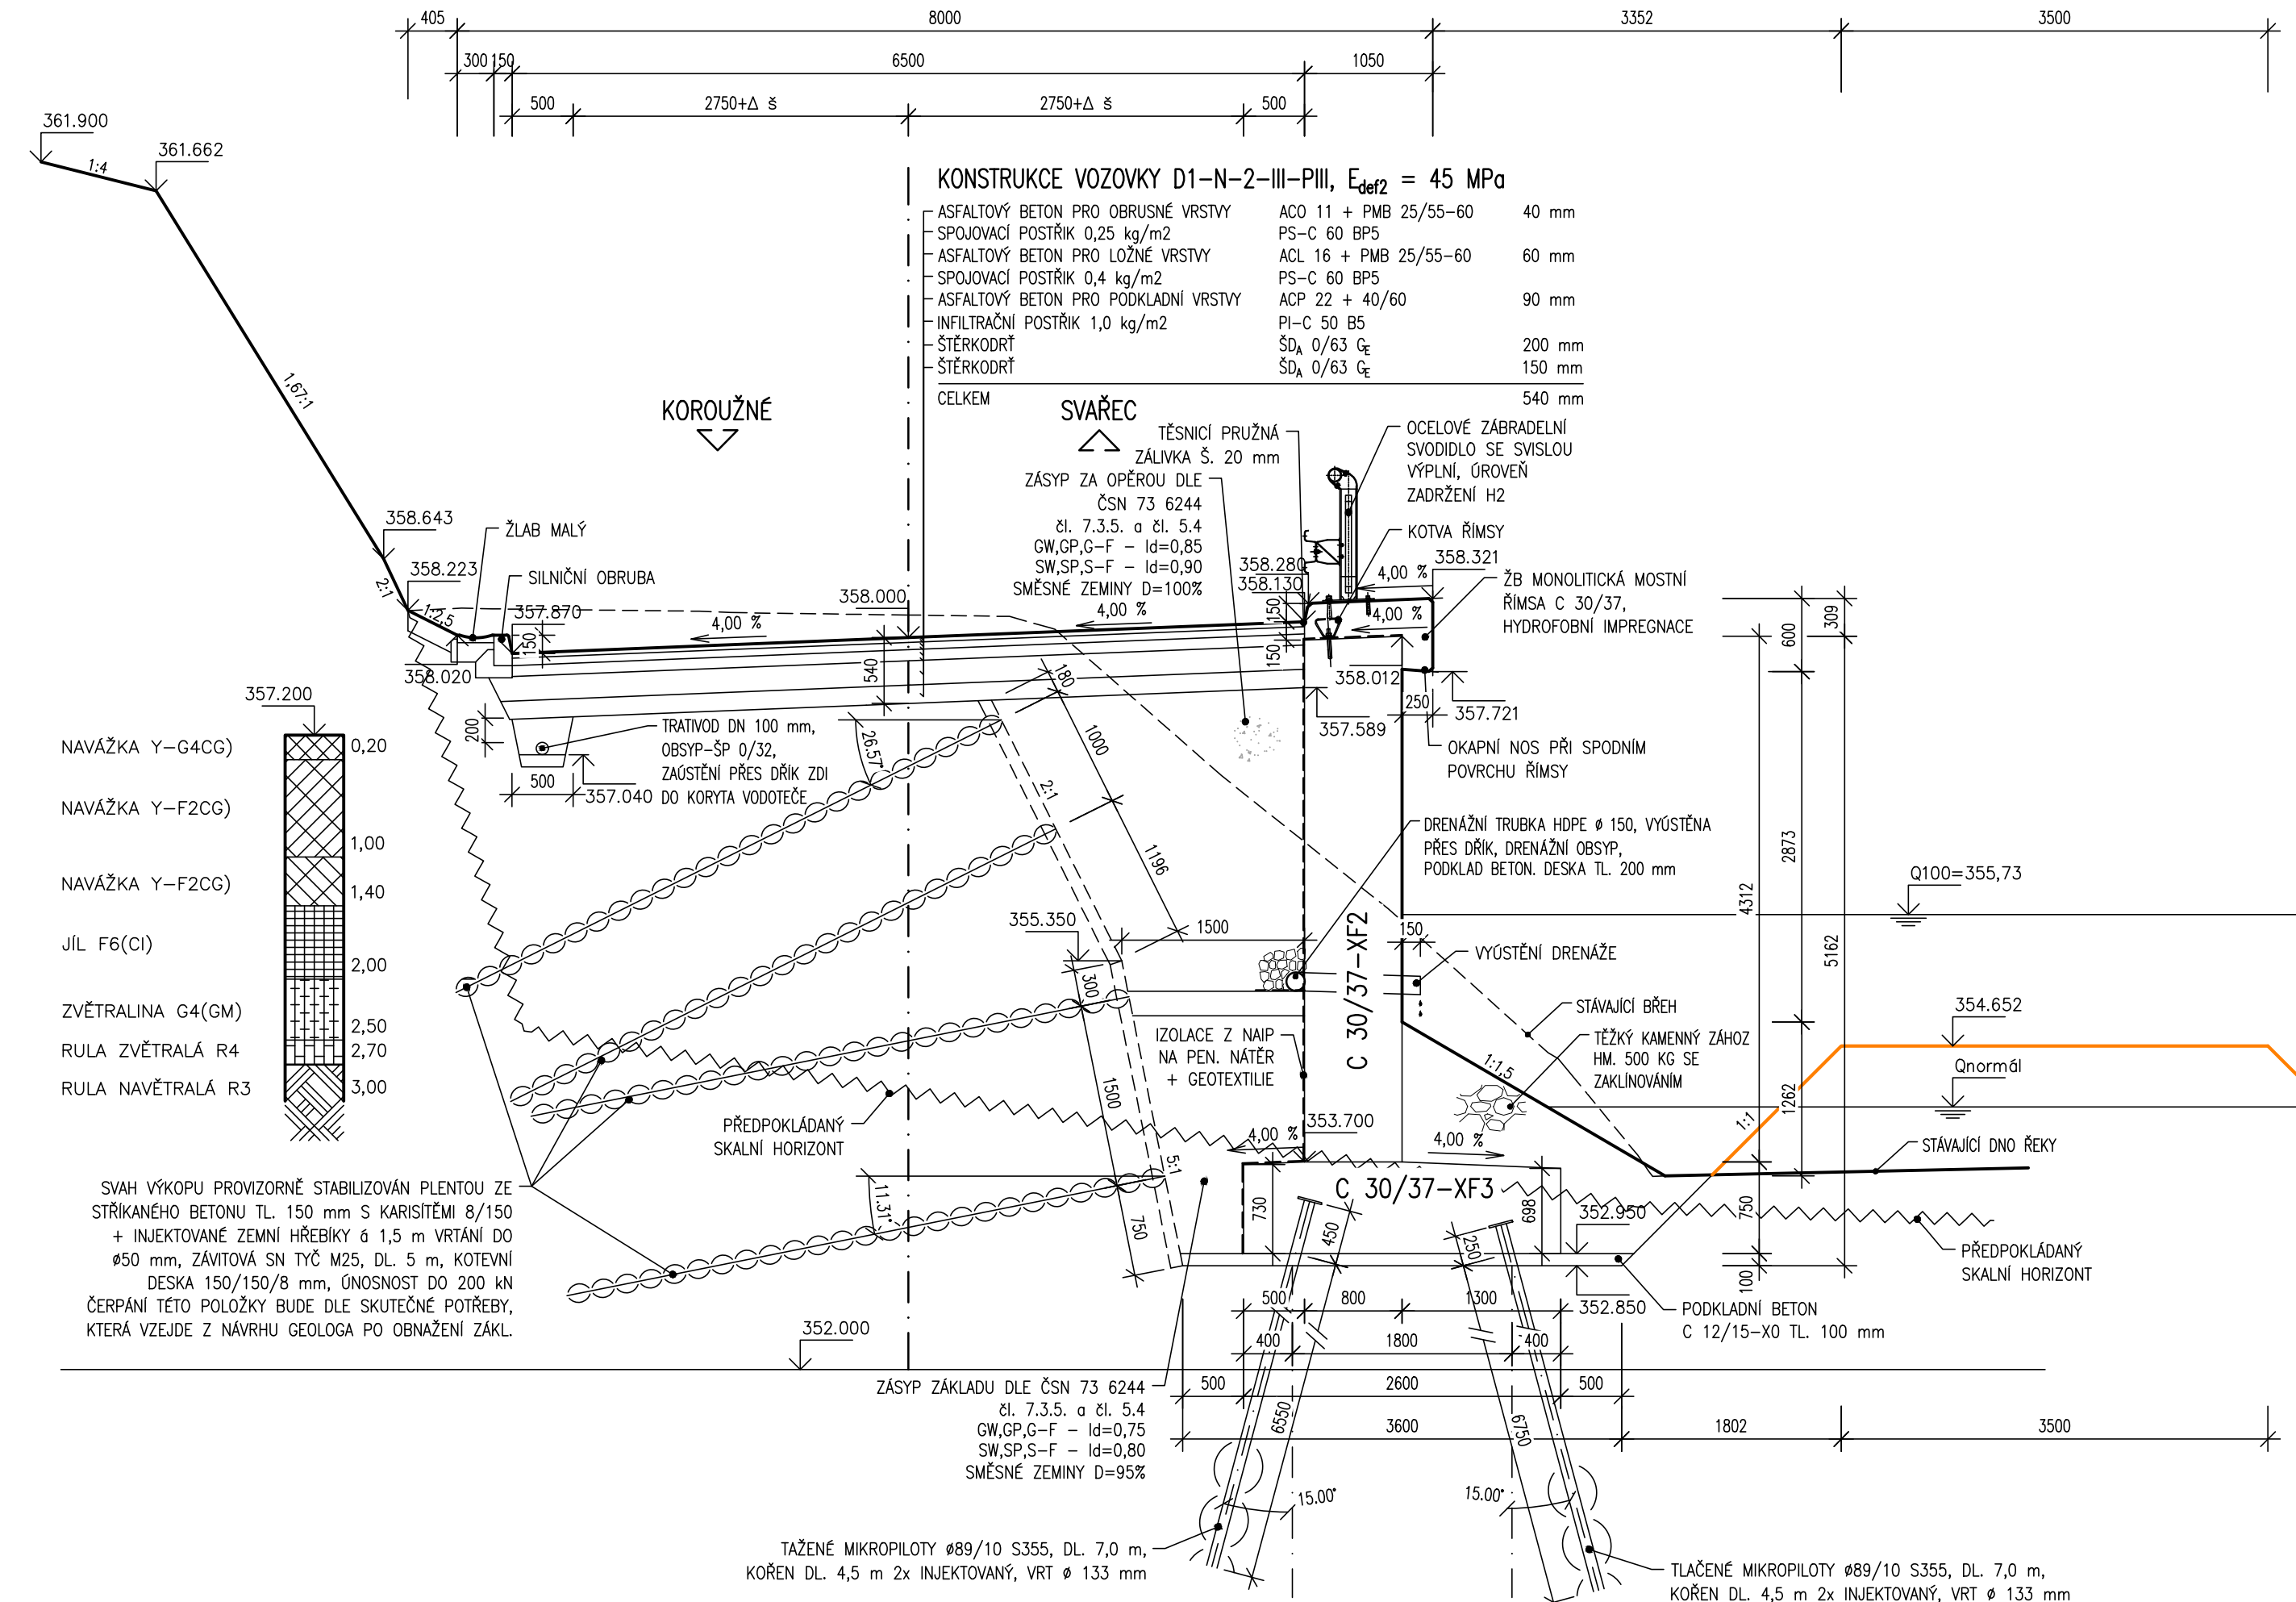 405 8000 3352 3500
300 150 6500 1050
500 2750+Δ š 2750+Δ š 500
361.900
361.662
1:4
1,67:1
358.643
358.223
2:1
1:2,5
ŽLAB MALÝ
SILNIČNÍ OBRUBA
357.870
150
358.020
KONSTRUKCE VOZOVKY D1-N-2-III-PIII, Edef2 = 45 MPa
ASFALTOVÝ BETON PRO OBRUSNÉ VRSTVY ACO 11 + PMB 25/55-60 40 mm
SPOJOVACÍ POSTŘIK 0,25 kg/m2 PS-C 60 BP5
ASFALTOVÝ BETON PRO LOŽNÉ VRSTVY ACL 16 + PMB 25/55-60 60 mm
SPOJOVACÍ POSTŘIK 0,4 kg/m2 PS-C 60 BP5
ASFALTOVÝ BETON PRO PODKLADNÍ VRSTVY ACP 22 + 40/60 90 mm
INFILTRAČNÍ POSTŘIK 1,0 kg/m2 PI-C 50 B5
ŠTĚRKODRŤ ŠDA 0/63 GE 200 mm
ŠTĚRKODRŤ ŠDA 0/63 GE 150 mm
CELKEM 540 mm
KOROUŽNÉ
SVAŘEC
TĚSNICÍ PRUŽNÁ
ZÁLIVKA Š. 20 mm
ZÁSYP ZA OPĚROU DLE
ČSN 73 6244
čl. 7.3.5. a čl. 5.4
GW,GP,G-F - Id=0,85
SW,SP,S-F - Id=0,90
SMĚSNÉ ZEMINY D=100%
OCELOVÉ ZÁBRADELNÍ
SVODIDLO SE SVISLOU
VÝPLNÍ, ÚROVEŇ
ZADRŽENÍ H2
KOTVA ŘÍMSY
358.321
358.280
358.130
4,00 %
4,00 %
4,00 %
4,00 %
358.000
540
150
150
ŽB MONOLITICKÁ MOSTNÍ
ŘÍMSA C 30/37,
HYDROFOBNÍ IMPREGNACE
358.012
250
357.721
357.589
OKAPNÍ NOS PŘI SPODNÍM
POVRCHU ŘÍMSY
309
600
2873
4312
5162
1262
750
100
357.200
NAVÁŽKA Y-G4CG) 0,20
NAVÁŽKA Y-F2CG)
1,00
NAVÁŽKA Y-F2CG)
1,40
JÍL F6(CI)
2,00
ZVĚTRALINA G4(GM)
2,50
RULA ZVĚTRALÁ R4 2,70
RULA NAVĚTRALÁ R3 3,00
200
500
357.040
TRATIVOD DN 100 mm,
OBSYP-ŠP 0/32,
ZAÚSTĚNÍ PŘES DŘÍK ZDI
DO KORYTA VODOTEČE
26.57°
180
1000
2:1
1196
355.350
1500
300
1500
750
5:1
11.31°
DRENÁŽNÍ TRUBKA HDPE ø 150, VYÚSTĚNA
PŘES DŘÍK, DRENÁŽNÍ OBSYP,
PODKLAD BETON. DESKA TL. 200 mm
C 30/37-XF2
150
VYÚSTĚNÍ DRENÁŽE
Q100=355,73
STÁVAJÍCÍ BŘEH
354.652
TĚŽKÝ KAMENNÝ ZÁHOZ
HM. 500 KG SE
ZAKLÍNOVÁNÍM
Qnormál
1:1,5
1:1
STÁVAJÍCÍ DNO ŘEKY
IZOLACE Z NAIP
NA PEN. NÁTĚR
+ GEOTEXTILIE
PŘEDPOKLÁDANÝ
SKALNÍ HORIZONT
353.700
4,00 %
4,00 %
C 30/37-XF3
730
698
450
250
352.950
352.850
PŘEDPOKLÁDANÝ
SKALNÍ HORIZONT
PODKLADNÍ BETON
C 12/15-X0 TL. 100 mm
SVAH VÝKOPU PROVIZORNĚ STABILIZOVÁN PLENTOU ZE
STŘÍKANÉHO BETONU TL. 150 mm S KARISÍTĚMI 8/150
+ INJEKTOVANÉ ZEMNÍ HŘEBÍKY á 1,5 m VRTÁNÍ DO
ø50 mm, ZÁVITOVÁ SN TYČ M25, DL. 5 m, KOTEVNÍ
DESKA 150/150/8 mm, ÚNOSNOST DO 200 kN
ČERPÁNÍ TÉTO POLOŽKY BUDE DLE SKUTEČNÉ POTŘEBY,
KTERÁ VZEJDE Z NÁVRHU GEOLOGA PO OBNAŽENÍ ZÁKL.
352.000
500 800 1300
400 1800 400
500 2600 500
3600 1802 3500
6550
6750
15.00°
15.00°
ZÁSYP ZÁKLADU DLE ČSN 73 6244
čl. 7.3.5. a čl. 5.4
GW,GP,G-F - Id=0,75
SW,SP,S-F - Id=0,80
SMĚSNÉ ZEMINY D=95%
TAŽENÉ MIKROPILOTY ø89/10 S355, DL. 7,0 m,
KOŘEN DL. 4,5 m 2x INJEKTOVANÝ, VRT ø 133 mm
TLAČENÉ MIKROPILOTY ø89/10 S355, DL. 7,0 m,
KOŘEN DL. 4,5 m 2x INJEKTOVANÝ, VRT ø 133 mm